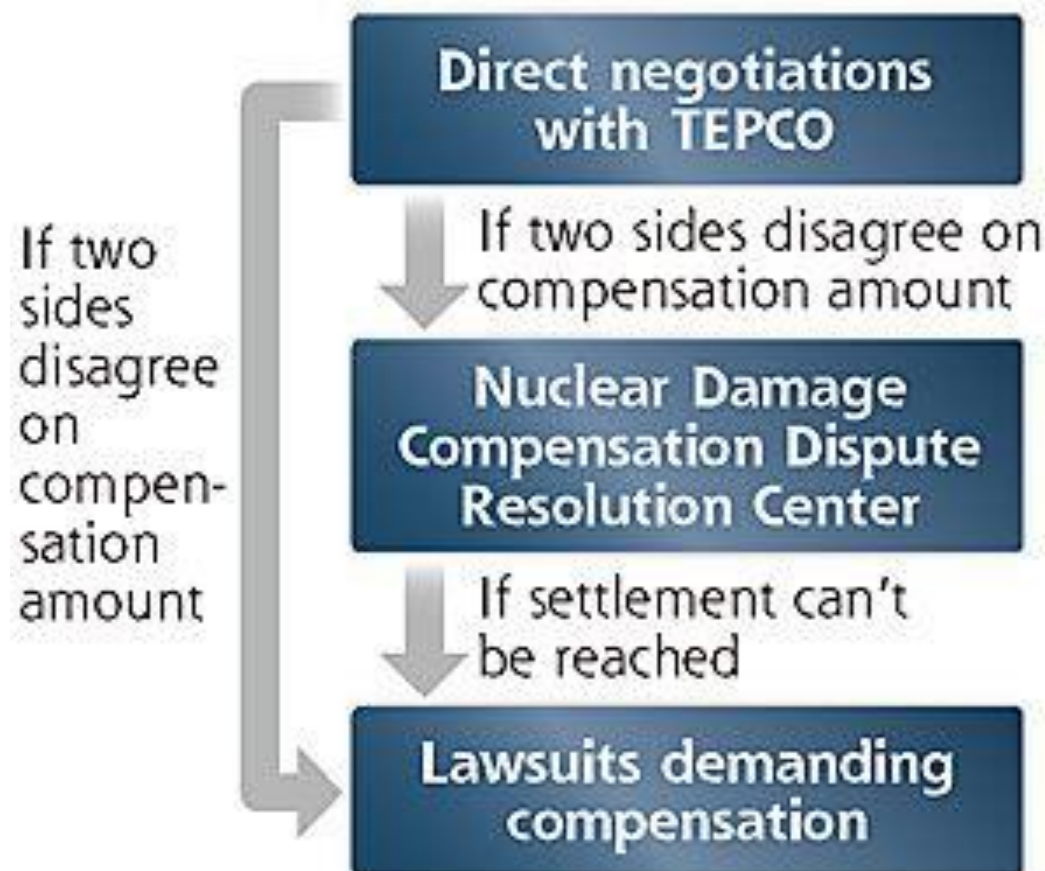 Direct negotiations
with TEPCO
If two sides disagree on
compensation amount
If two
sides
disagree
on
compen-
sation
amount
Nuclear Damage
Compensation Dispute
Resolution Center
If settlement can't
be reached
Lawsuits demanding
compensation